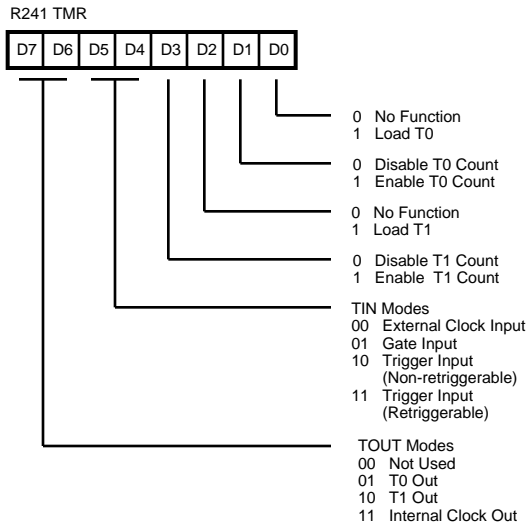 R241 TMR
D7 D6 D5 D4 D3 D2 D1 D0
0 No Function
1 Load T0
0 Disable T0 Count
1 Enable T0 Count
0 No Function
1 Load T1
0 Disable T1 Count
1 Enable T1 Count
TIN Modes
00 External Clock Input
01 Gate Input
10 Trigger Input
(Non-retriggerable)
11 Trigger Input
(Retriggerable)
TOUT Modes
00 Not Used
01 T0 Out
10 T1 Out
11 Internal Clock Out